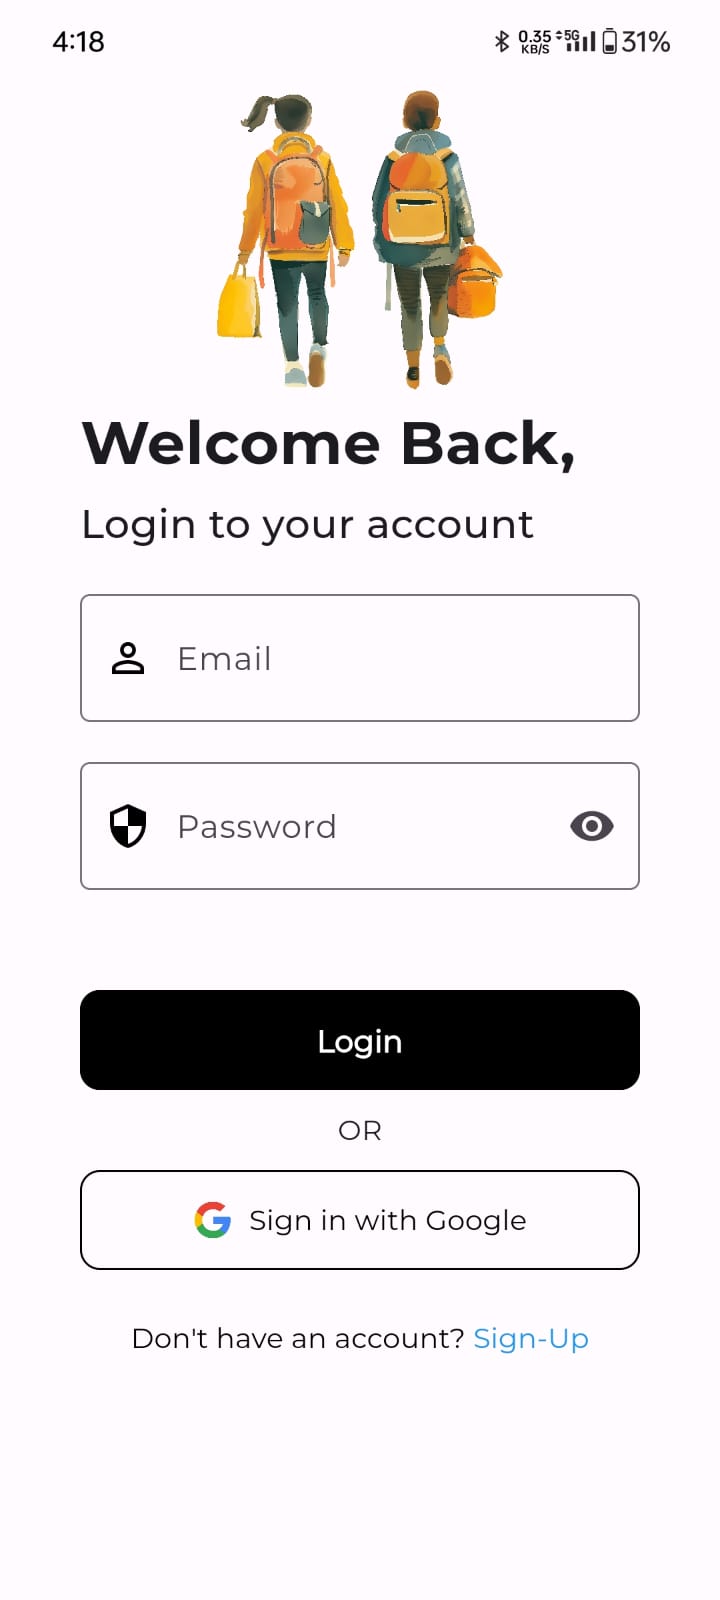 4:18
0.35 KB/S 5G 31%
Welcome Back,
Login to your account
Email
Password
Login
OR
Sign in with Google
Don't have an account? Sign-Up